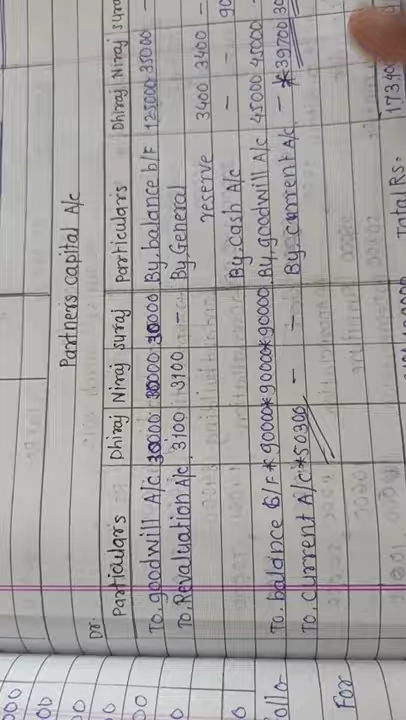 Partners capital A/c
Dr.
Particulars Dhiraj Niraj suraj Particulars Dhiraj Niraj suraj
To. goodwill A/c 30000 30000 30000 By. balance b/f 125000 35000 -
To. Revaluation A/c 3100 3100 - By. General
reserve 3400 3400 -
By. cash A/c - - 90
To. balance b/f * 90000 * 90000 * 90000 By. goodwill A/c 45000 45000 -
To. current A/c * 50300 - - By. current A/c - * 39700 30
Total Rs=
For